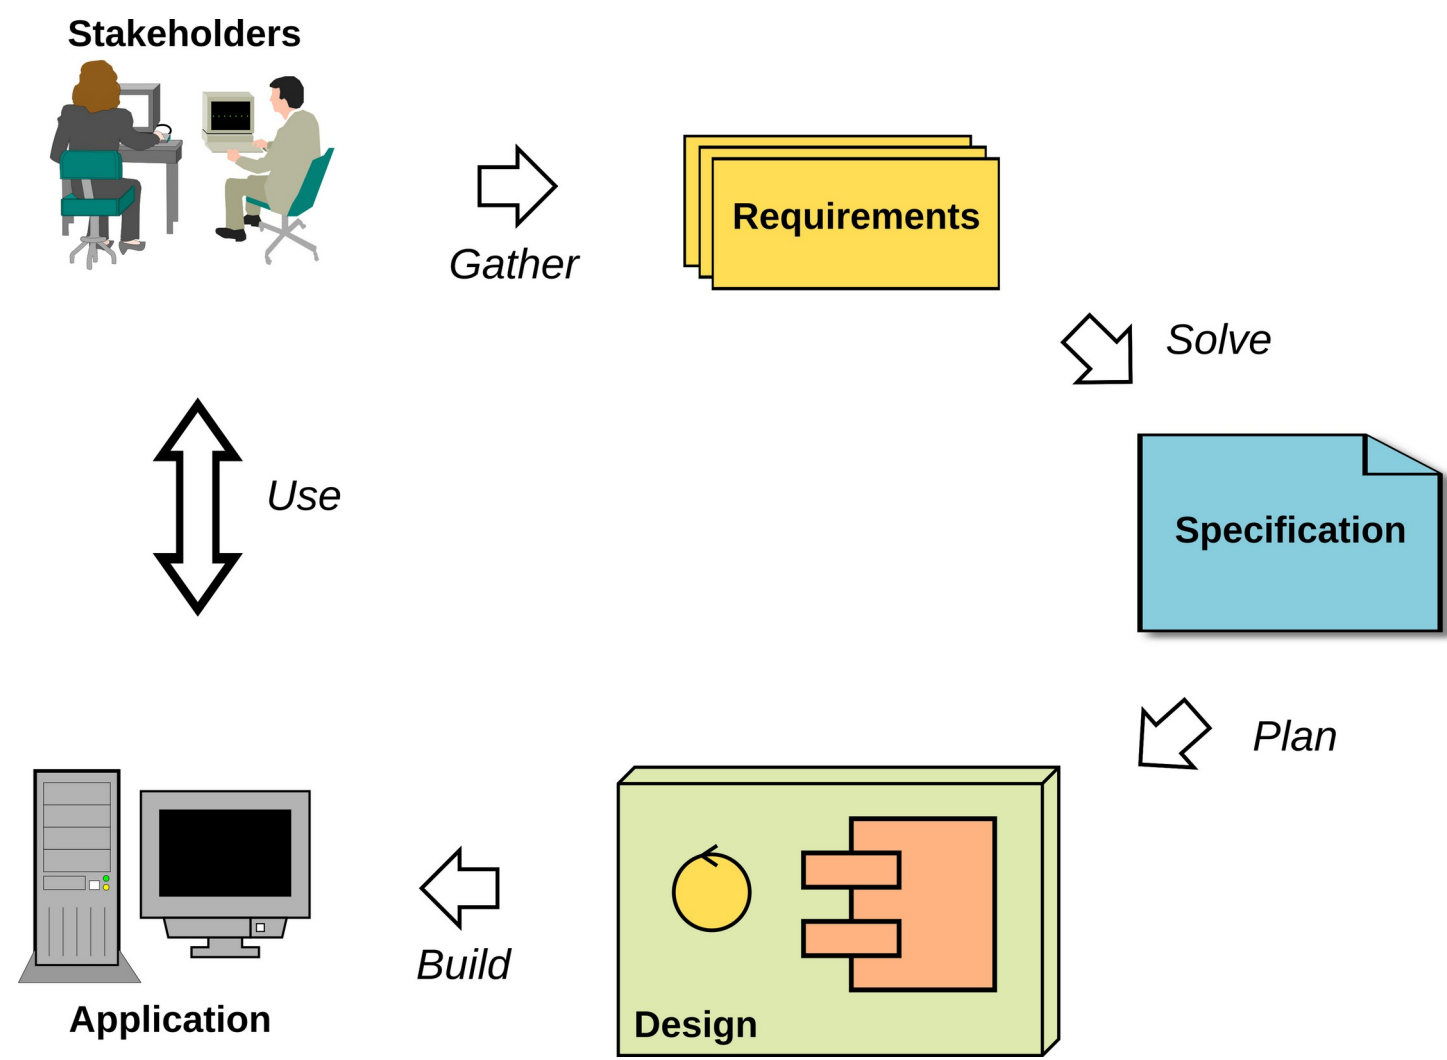 Stakeholders
Gather
Requirements
Solve
Use
Specification
Plan
Build
Application
Design